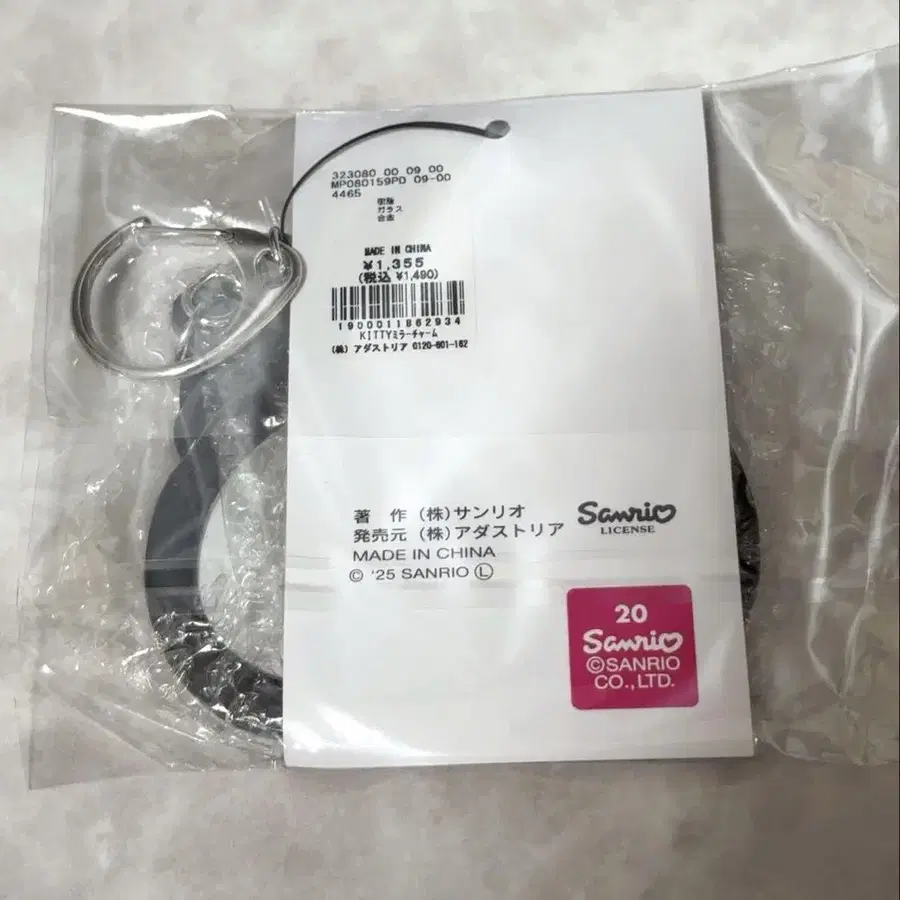 323080 00 09 00
MP080159PD 09-00
4465
樹脂
ガラス
合金
MADE IN CHINA
¥1,355
(税込 ¥1,490)
1900011862934
KITTYミラーチャーム
(株) アダストリア 0120-601-162
著 作 (株)サンリオ
発売元 (株)アダストリア
MADE IN CHINA
© '25 SANRIO Ⓛ
Sanrio
LICENSE
20
Sanrio
©SANRIO
CO.,LTD.